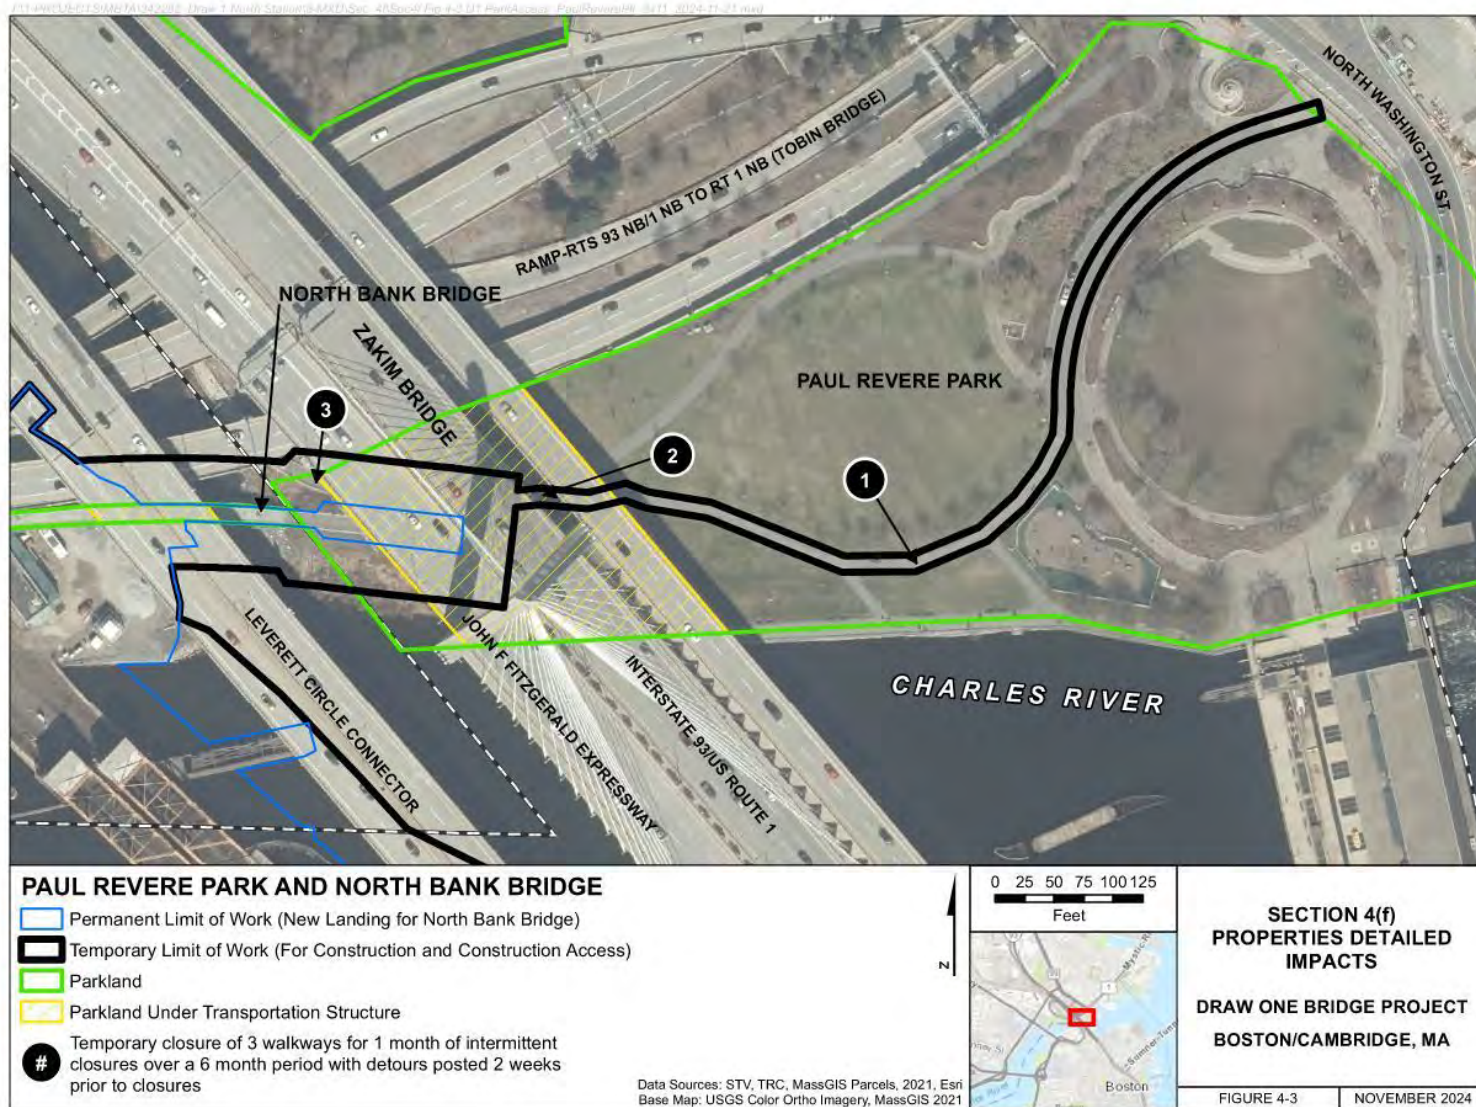 RAMP-RTS 93 NB/1 NB TO RT 1 NB (TOBIN BRIDGE)
NORTH WASHINGTON ST.
NORTH BANK BRIDGE
ZAKIM BRIDGE
PAUL REVERE PARK
3
2
1
LEVERETT CIRCLE CONNECTOR
JOHN F FITZGERALD EXPRESSWAY
INTERSTATE 93/US ROUTE 1
CHARLES RIVER
PAUL REVERE PARK AND NORTH BANK BRIDGE
Permanent Limit of Work (New Landing for North Bank Bridge)
Temporary Limit of Work (For Construction and Construction Access)
Parkland
Parkland Under Transportation Structure
#
Temporary closure of 3 walkways for 1 month of intermittent
closures over a 6 month period with detours posted 2 weeks
prior to closures
Data Sources: STV, TRC, MassGIS Parcels, 2021, Esri
Base Map: USGS Color Ortho Imagery, MassGIS 2021
N
0 25 50 75 100 125
Feet
1
Boston
SECTION 4(f)
PROPERTIES DETAILED
IMPACTS
DRAW ONE BRIDGE PROJECT
BOSTON/CAMBRIDGE, MA
FIGURE 4-3
NOVEMBER 2024